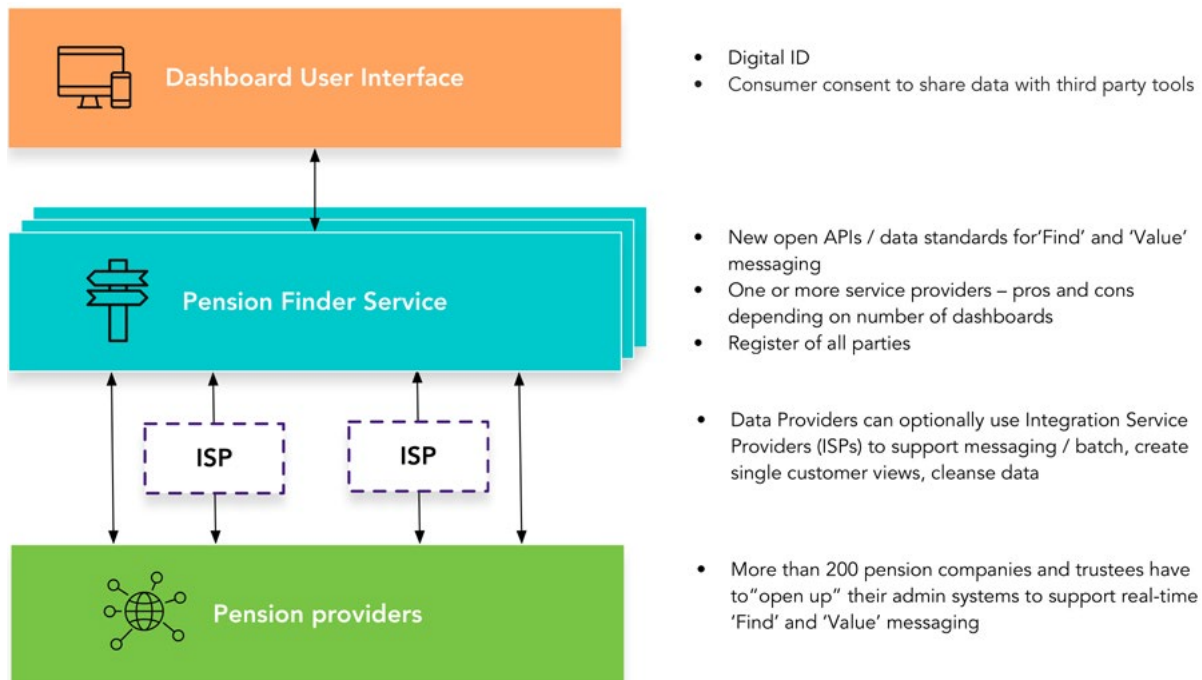 Dashboard User Interface
• Digital ID
• Consumer consent to share data with third party tools
Pension Finder Service
• New open APIs / data standards for‘Find’ and ‘Value’
messaging
• One or more service providers – pros and cons
depending on number of dashboards
• Register of all parties
ISP
ISP
• Data Providers can optionally use Integration Service
Providers (ISPs) to support messaging / batch, create
single customer views, cleanse data
Pension providers
• More than 200 pension companies and trustees have
to“open up” their admin systems to support real-time
‘Find’ and ‘Value’ messaging